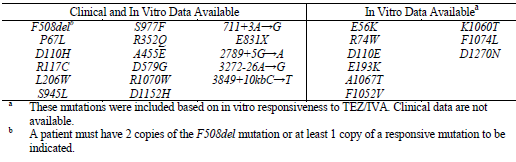 Clinical and In Vitro Data Available In Vitro Data Availableᵃ
F508delᵇ S977F 711+3A→G E56K K1060T
P67L R352Q E831X R74W F1074L
D110H A455E 2789+5G→A D110E D1270N
R117C D579G 3272-26A→G E193K
L206W R1070W 3849+10kbC→T A1067T
S945L D1152H F1052V
a These mutations were included based on in vitro responsiveness to TEZ/IVA. Clinical data are not
available.
b A patient must have 2 copies of the F508del mutation or at least 1 copy of a responsive mutation to be
indicated.